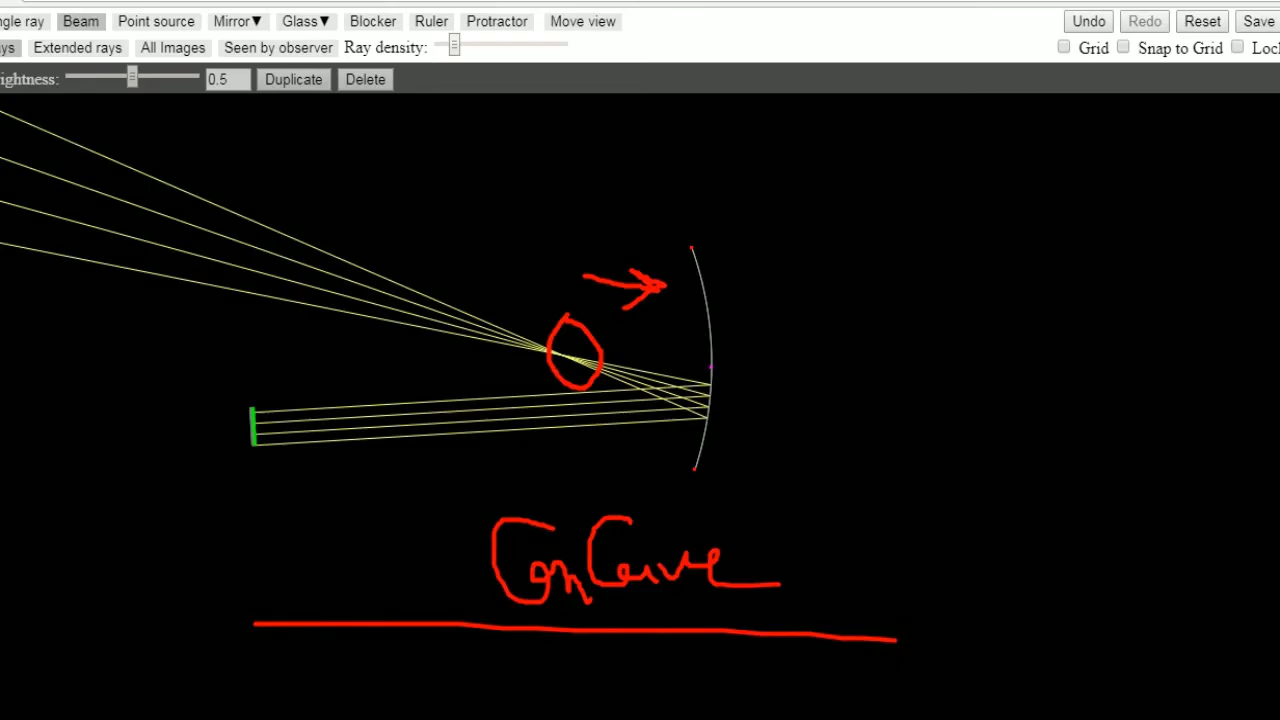 ngle ray Beam Point source Mirror▼ Glass▼ Blocker Ruler Protractor Move view Undo Redo Reset Save
ys Extended rays All Images Seen by observer Ray density: Grid Snap to Grid Lock
ightness: 0.5 Duplicate Delete
ConCave